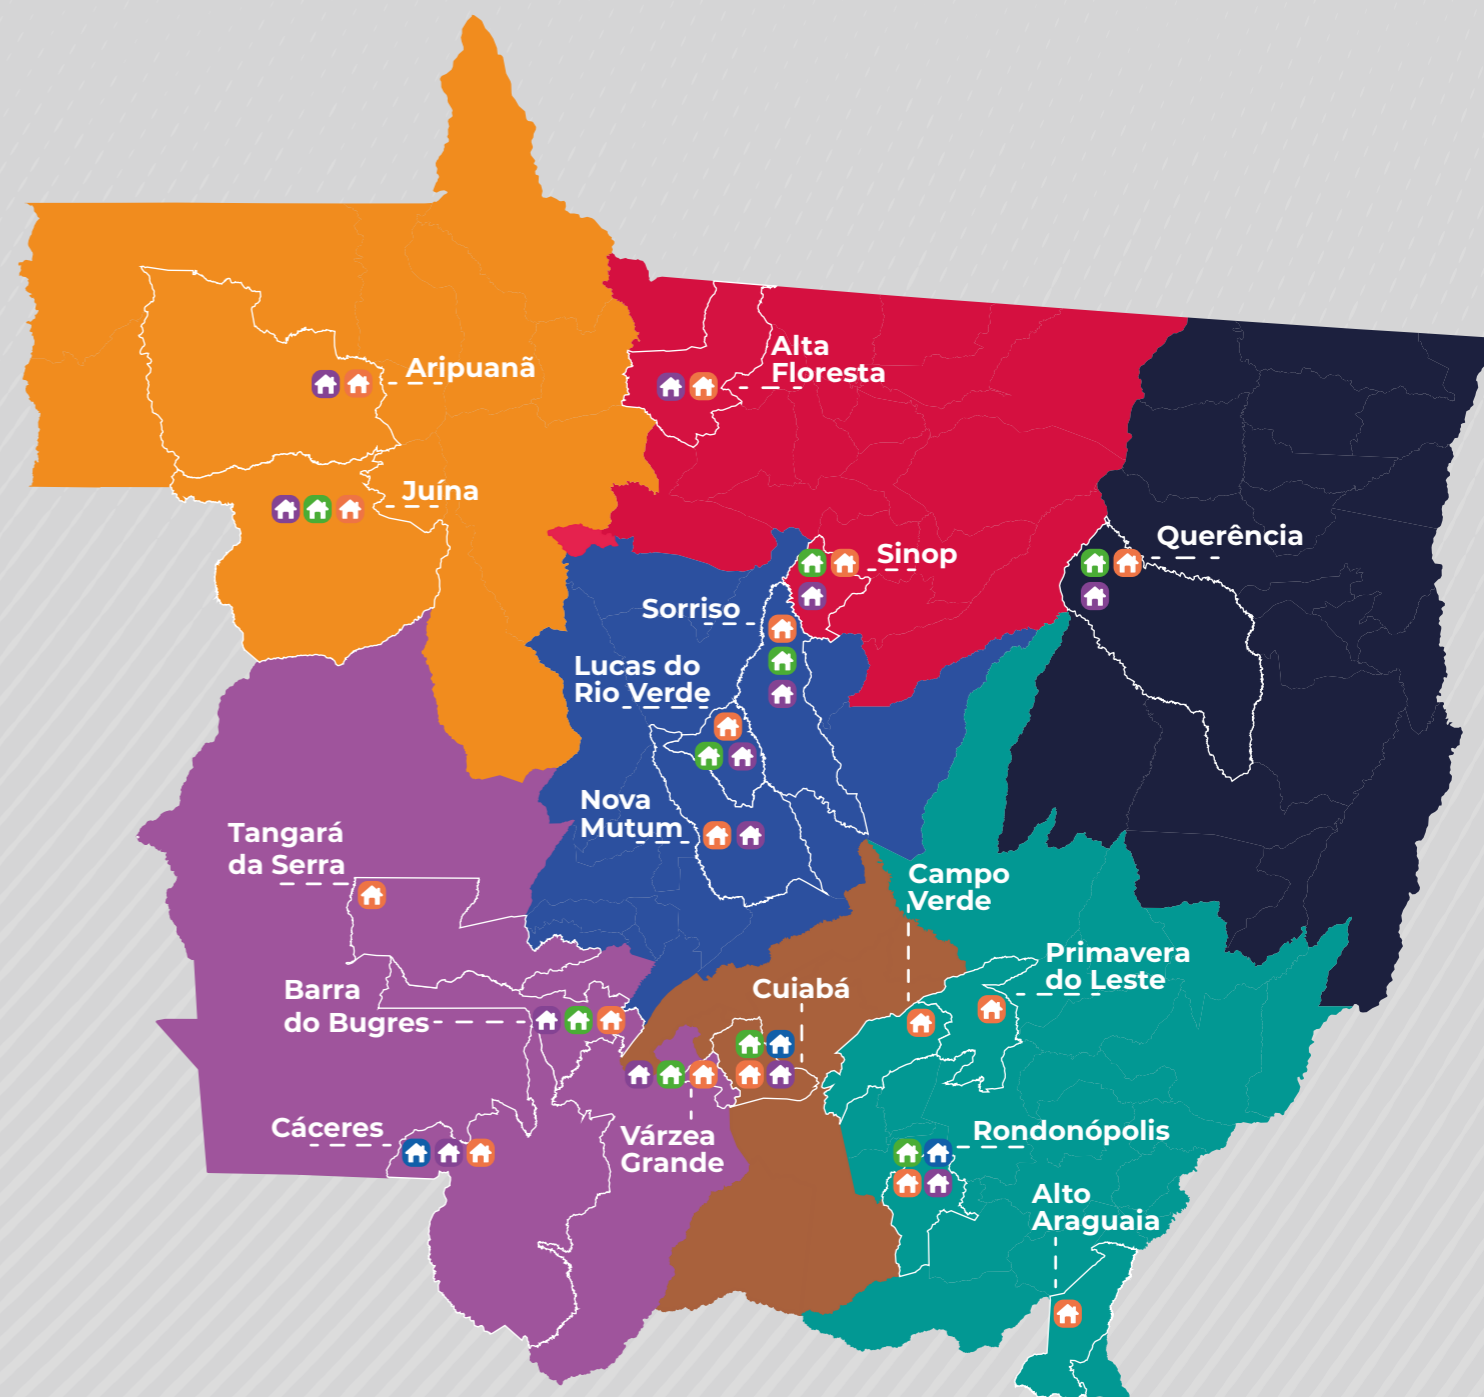 Aripuanã
Alta
Floresta
Juína
Querência
Sinop
Sorriso
Lucas do
Rio Verde
Nova
Mutum
Tangará
da Serra
Campo
Verde
Primavera
do Leste
Barra
do Bugres
Cuiabá
Cáceres
Várzea
Grande
Rondonópolis
Alto
Araguaia